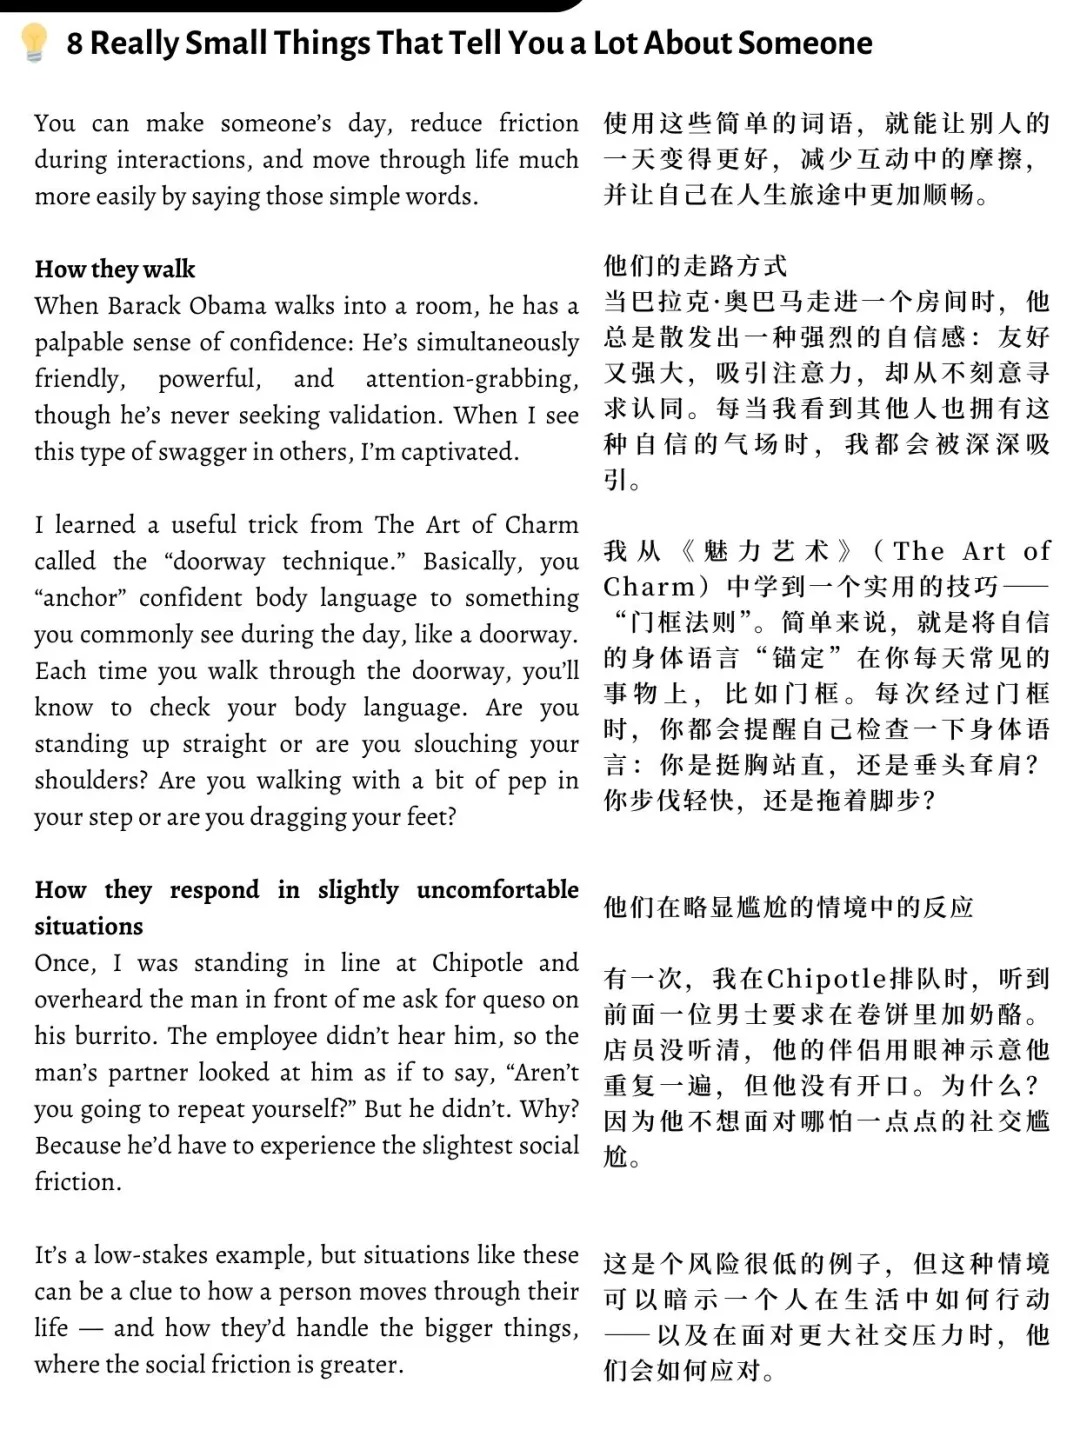 8 Really Small Things That Tell You a Lot About Someone
You can make someone's day, reduce friction
during interactions, and move through life much
more easily by saying those simple words.
How they walk
When Barack Obama walks into a room, he has a
palpable sense of confidence: He's simultaneously
friendly, powerful, and attention-grabbing,
though he's never seeking validation. When I see
this type of swagger in others, I'm captivated.
I learned a useful trick from The Art of Charm
called the “doorway technique.” Basically, you
“anchor” confident body language to something
you commonly see during the day, like a doorway.
Each time you walk through the doorway, you'll
know to check your body language. Are you
standing up straight or are you slouching your
shoulders? Are you walking with a bit of pep in
your step or are you dragging your feet?
How they respond in slightly uncomfortable
situations
Once, I was standing in line at Chipotle and
overheard the man in front of me ask for queso on
his burrito. The employee didn't hear him, so the
man's partner looked at him as if to say, “Aren't
you going to repeat yourself?” But he didn't. Why?
Because he'd have to experience the slightest social
friction.
It's a low-stakes example, but situations like these
can be a clue to how a person moves through their
life — and how they'd handle the bigger things,
where the social friction is greater.
使用这些简单的词语，就能让别人的
一天变得更好，减少互动中的摩擦，
并让自己在人生旅途中更加顺畅。
他们的走路方式
当巴拉克·奥巴马走进一个房间时，他
总是散发出一种强烈的自信感：友好
又强大，吸引注意力，却从不刻意寻
求认同。每当我看到其他人也拥有这
种自信的气场时，我都会被深深吸
引。
我从《魅力艺术》（The Art of
Charm）中学到一个实用的技巧——
“门框法则”。简单来说，就是将自信
的身体语言“锚定”在你每天常见的
事物上，比如门框。每次经过门框
时，你都会提醒自己检查一下身体语
言：你是挺胸站直，还是垂头耷肩？
你步伐轻快，还是拖着脚步？
他们在略显尴尬的情境中的反应
有一次，我在Chipotle排队时，听到
前面一位男士要求在卷饼里加奶酪。
店员没听清，他的伴侣用眼神示意他
重复一遍，但他没有开口。为什么？
因为他不想面对哪怕一点点的社交尴
尬。
这是个风险很低的例子，但这种情境
可以暗示一个人在生活中如何行动
——以及在面对更大社交压力时，他
们会如何应对。